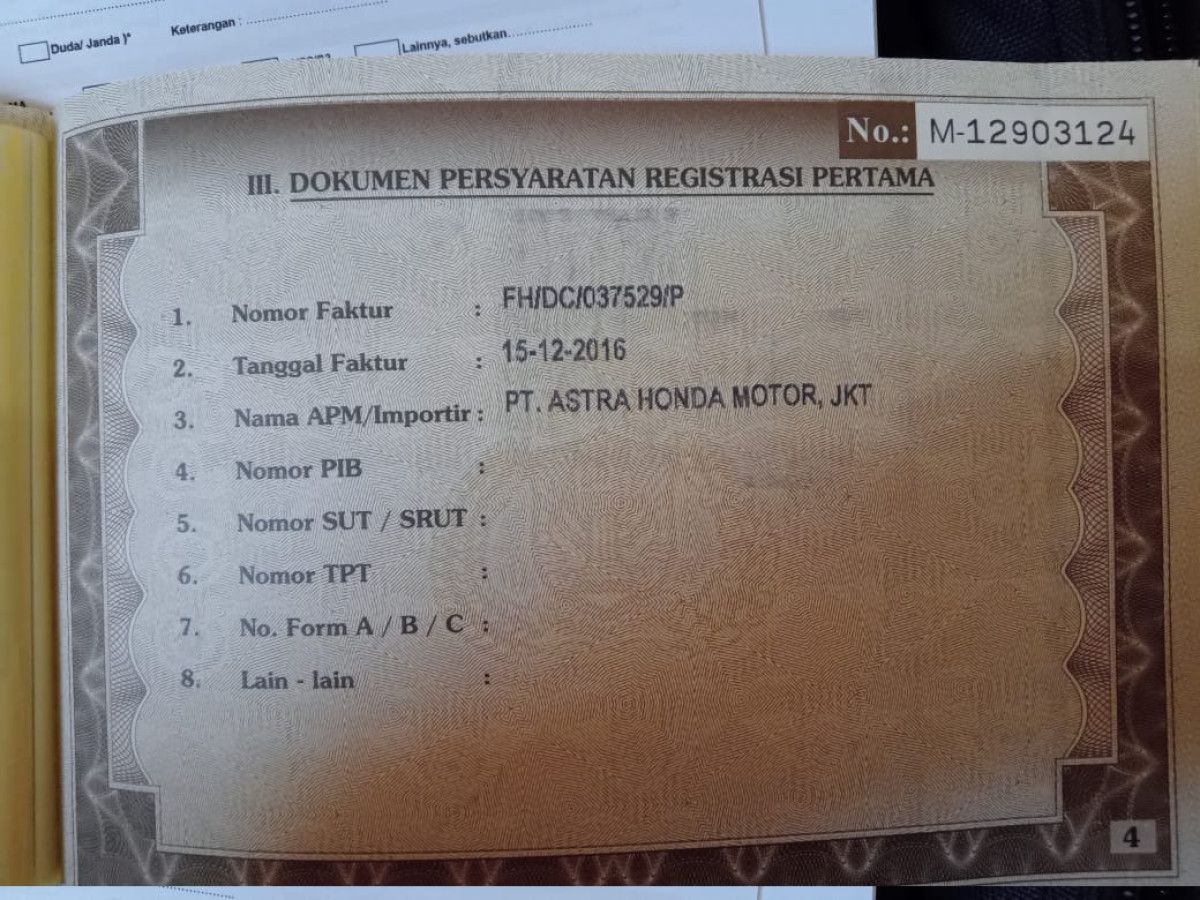 Duda/ Janda )*
Keterangan :
Lainnya, sebutkan
No.: M-12903124
III. DOKUMEN PERSYARATAN REGISTRASI PERTAMA
1. Nomor Faktur : FH/DC/037529/P
2. Tanggal Faktur : 15-12-2016
3. Nama APM/Importir : PT. ASTRA HONDA MOTOR, JKT
4. Nomor PIB :
5. Nomor SUT / SRUT :
6. Nomor TPT :
7. No. Form A / B / C :
8. Lain - lain :
4